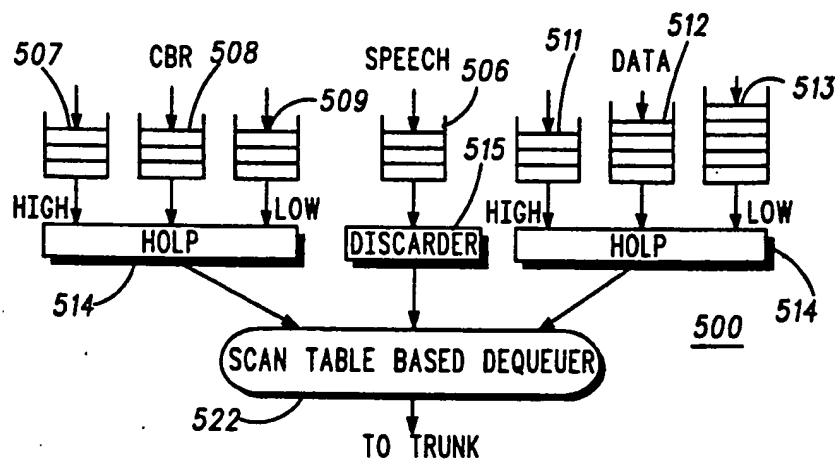 507 CBR 508 509 SPEECH 506 511 DATA 512 513
515
HIGH LOW HIGH LOW
HOLP DISCARDER HOLP
514 500 514
SCAN TABLE BASED DEQUEUER
522
TO TRUNK